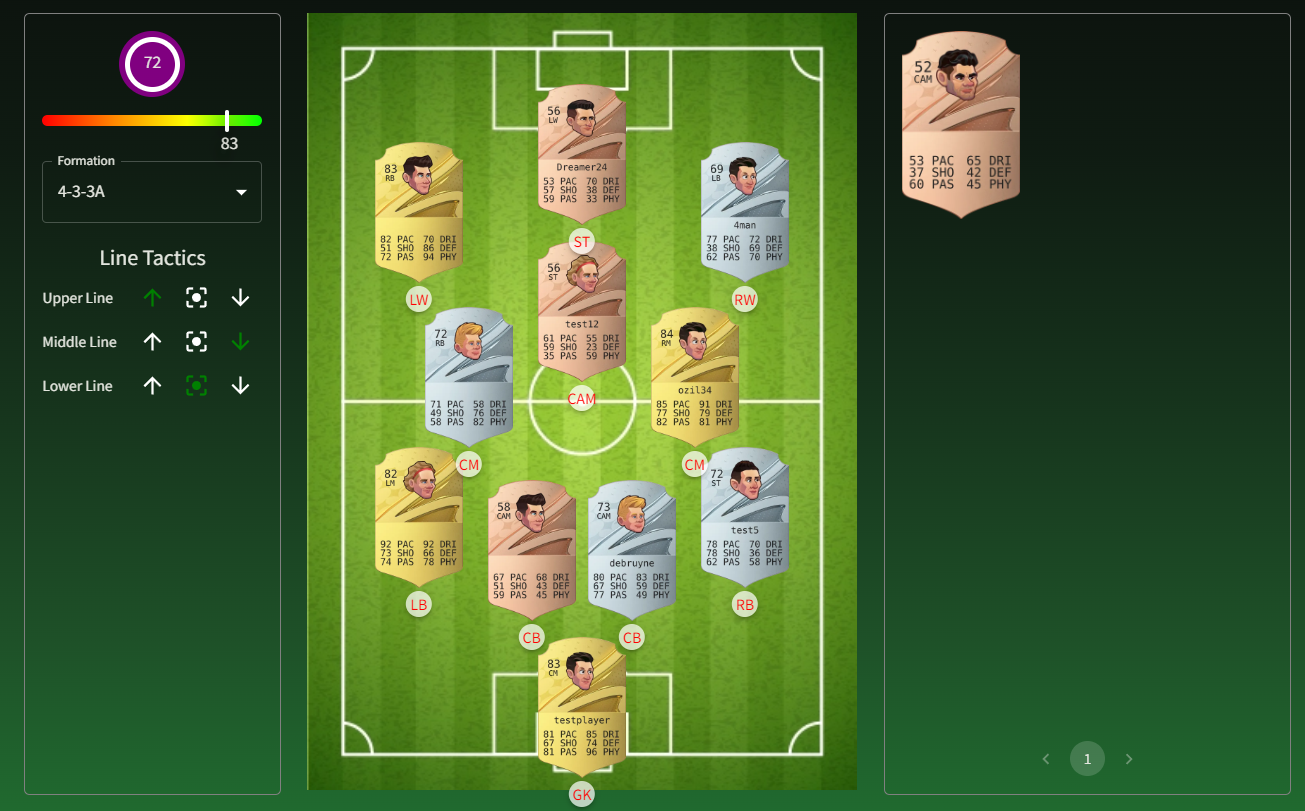 72
83
Formation
4-3-3A
Line Tactics
Upper Line
Middle Line
Lower Line
56
LW
Dreamer24
53 PAC 70 DRI
57 SHO 38 DEF
59 PAS 33 PHY
ST
83
RB
82 PAC 70 DRI
51 SHO 86 DEF
72 PAS 94 PHY
LW
69
LB
4man
77 PAC 72 DRI
38 SHO 69 DEF
62 PAS 70 PHY
RW
56
ST
test12
61 PAC 55 DRI
59 SHO 23 DEF
35 PAS 59 PHY
CAM
72
RB
71 PAC 58 DRI
49 SHO 76 DEF
58 PAS 82 PHY
CM
84
RM
ozil34
85 PAC 91 DRI
77 SHO 79 DEF
82 PAS 81 PHY
CM
82
LM
92 PAC 92 DRI
73 SHO 66 DEF
74 PAS 78 PHY
LB
58
CAM
67 PAC 68 DRI
51 SHO 43 DEF
59 PAS 45 PHY
CB
73
CAM
debruyne
80 PAC 83 DRI
67 SHO 59 DEF
77 PAS 49 PHY
CB
72
ST
test5
78 PAC 70 DRI
78 SHO 36 DEF
62 PAS 58 PHY
RB
83
CM
testplayer
81 PAC 85 DRI
67 SHO 74 DEF
81 PAS 96 PHY
GK
52
CAM
53 PAC 65 DRI
37 SHO 42 DEF
60 PAS 45 PHY
1